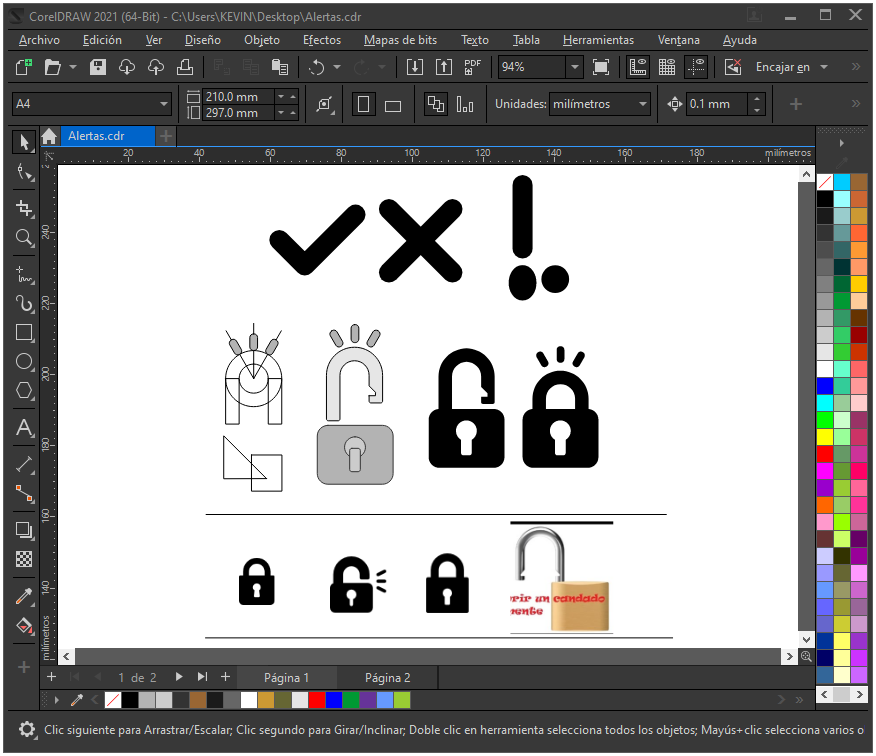 CorelDRAW 2021 (64-Bit) - C:\Users\KEVIN\Desktop\Alertas.cdr
Archivo Edición Ver Diseño Objeto Efectos Mapas de bits Texto Tabla Herramientas Ventana Ayuda
PDF 94% Encajar en
A4 210.0 mm 297.0 mm Unidades: milímetros 0.1 mm
Alertas.cdr
20 40 60 80 100 120 140 160 180 milímetros
240
220
200
180
160
140
milímetros
rir un candado
mente
1 de 2 Página 1 Página 2
Clic siguiente para Arrastrar/Escalar; Clic segundo para Girar/Inclinar; Doble clic en herramienta selecciona todos los objetos; Mayús+clic selecciona varios o